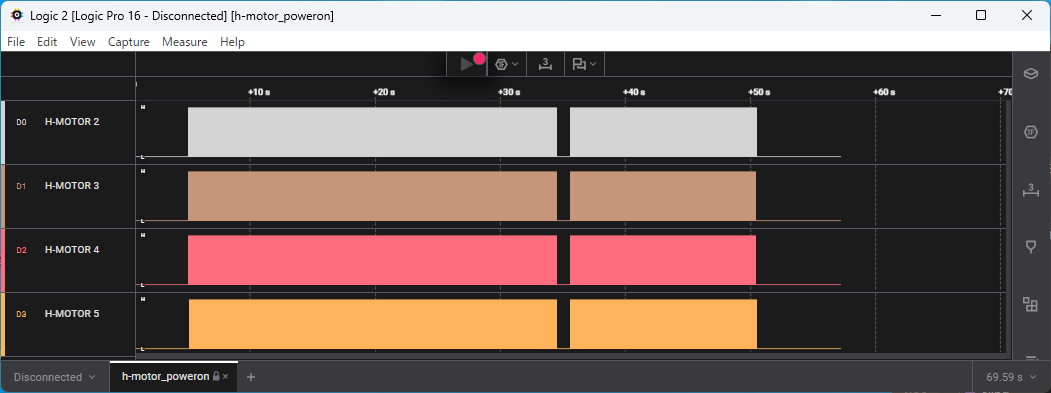 Logic 2 [Logic Pro 16 - Disconnected] [h-motor_poweron]
File Edit View Capture Measure Help
1F 3
+10 s +20 s +30 s +40 s +50 s +60 s +70
D0 H-MOTOR 2 H L
D1 H-MOTOR 3 H L
D2 H-MOTOR 4 H L
D3 H-MOTOR 5 H L
1F
3
Disconnected h-motor_poweron × + 69.59 s